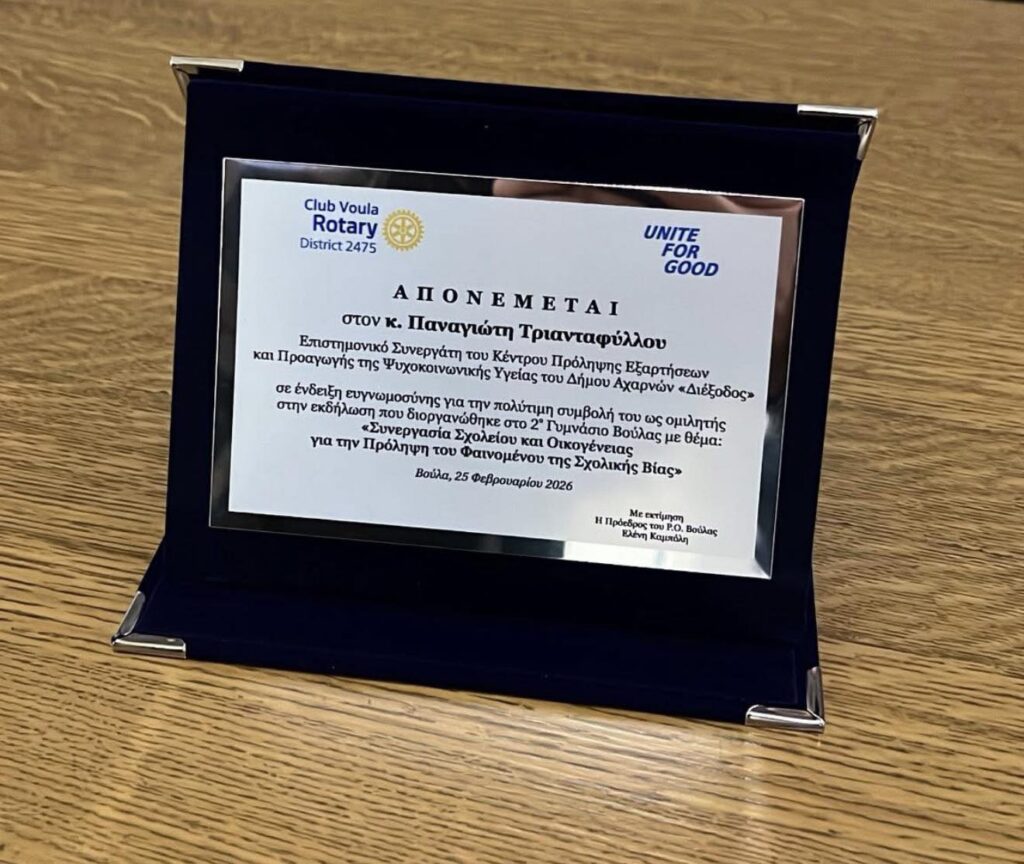 Club Voula
Rotary
District 2475
UNITE
FOR
GOOD
ΑΠΟΝΕΜΕΤΑΙ
στον κ. Παναγιώτη Τριανταφύλλου
Επιστημονικό Συνεργάτη του Κέντρου Πρόληψης Εξαρτήσεων
και Προαγωγής της Ψυχοκοινωνικής Υγείας του Δήμου Αχαρνών «Διέξοδος»
σε ένδειξη ευγνωμοσύνης για την πολύτιμη συμβολή του ως ομιλητής
στην εκδήλωση που διοργανώθηκε στο 2° Γυμνάσιο Βούλας με θέμα:
«Συνεργασία Σχολείου και Οικογένειας
για την Πρόληψη του Φαινομένου της Σχολικής Βίας»
Βούλα, 25 Φεβρουαρίου 2026
Με εκτίμηση
Η Πρόεδρος του Ρ.Ο. Βούλας
Ελένη Καμπόλη